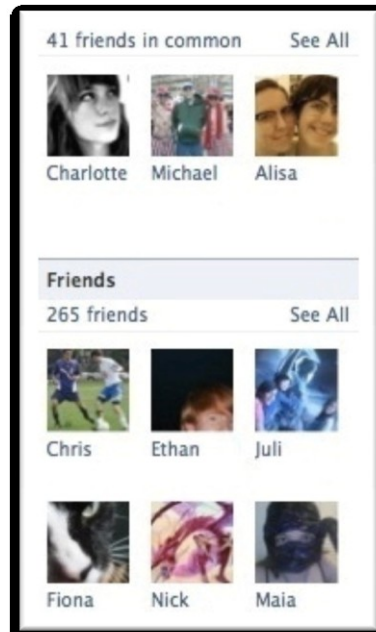 41 friends in common See All
Charlotte Michael Alisa
Friends
265 friends See All
Chris Ethan Juli
Fiona Nick Maia